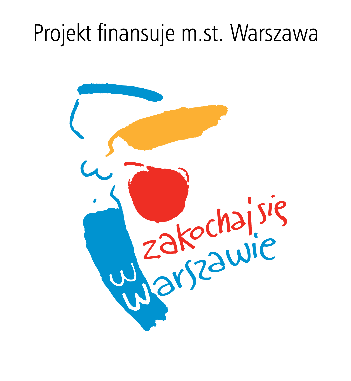 Projekt finansuje m.st. Warszawa
zakochaj się
w warszawie